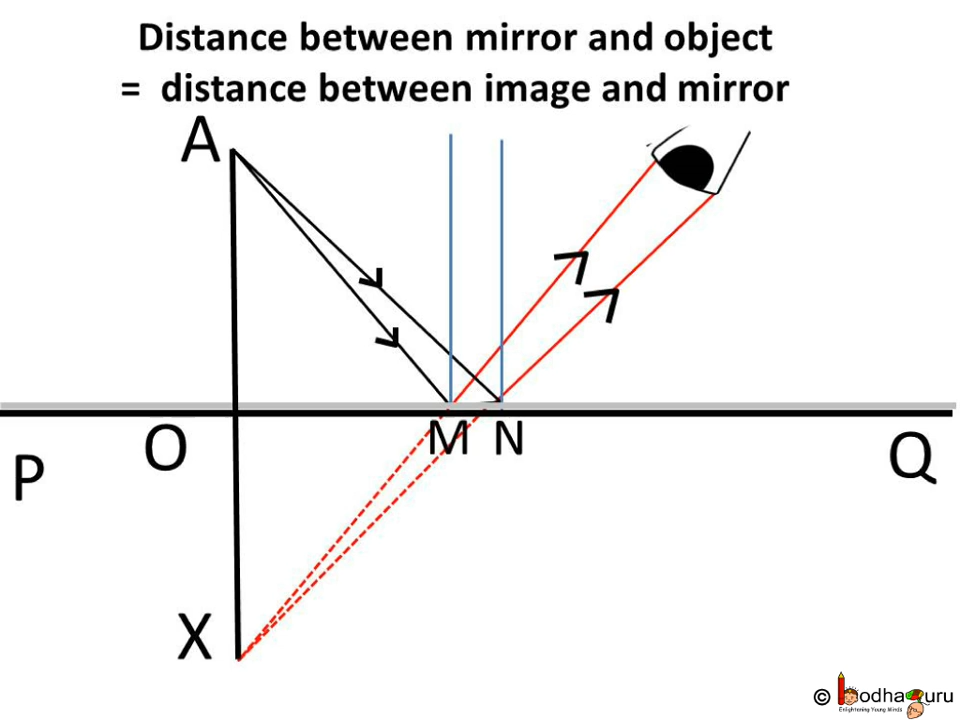 Distance between mirror and object
= distance between image and mirror
A
M N
O
Q
P
X
© bodhaguru
Enlightening Young Minds